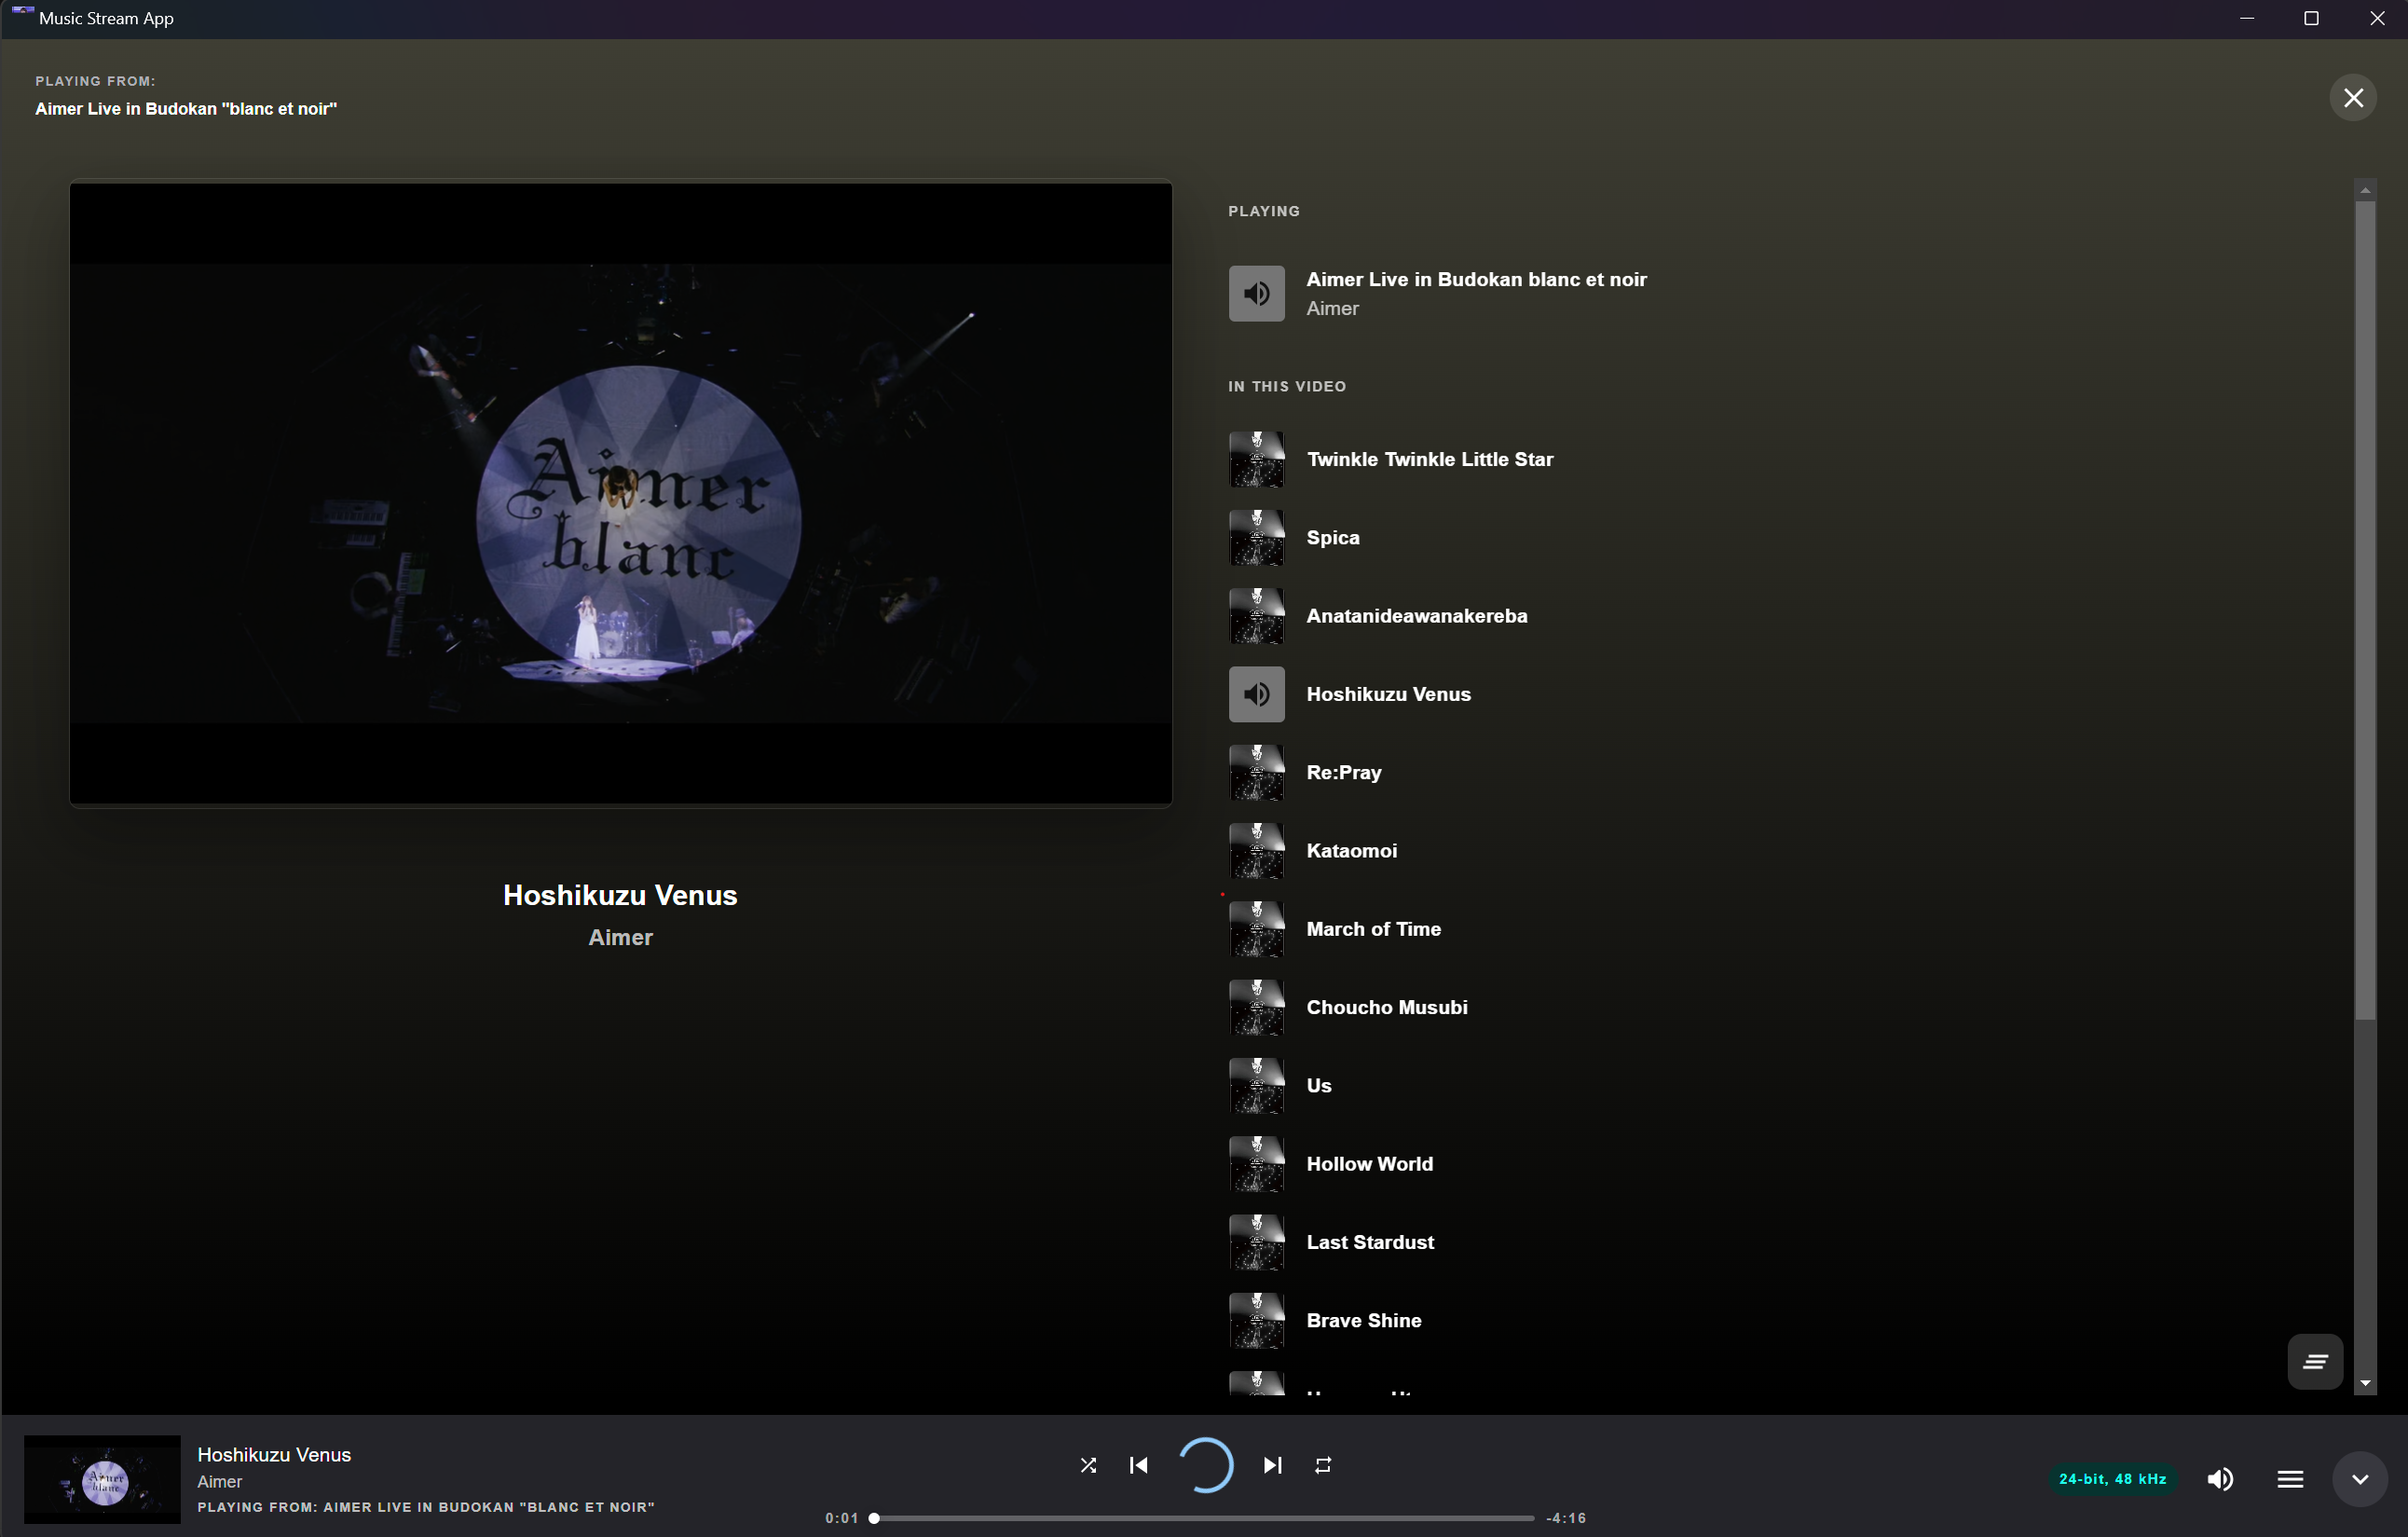 Music Stream App
PLAYING FROM:
Aimer Live in Budokan "blanc et noir"
Aimer
blanc
Hoshikuzu Venus
Aimer
PLAYING
Aimer Live in Budokan blanc et noir
Aimer
IN THIS VIDEO
Twinkle Twinkle Little Star
Spica
Anatanideawanakereba
Hoshikuzu Venus
Re:Pray
Kataomoi
March of Time
Choucho Musubi
Us
Hollow World
Last Stardust
Brave Shine
Aimer
blanc
Hoshikuzu Venus
Aimer
PLAYING FROM: AIMER LIVE IN BUDOKAN "BLANC ET NOIR"
0:01
-4:16
24-bit, 48 kHz